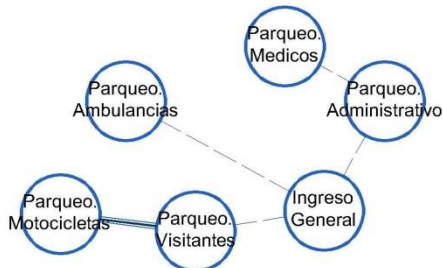 Parqueo.
Medicos
Parqueo.
Ambulancias
Parqueo.
Administrativo
Parqueo.
Motocicletas
Parqueo.
Visitantes
Ingreso
General